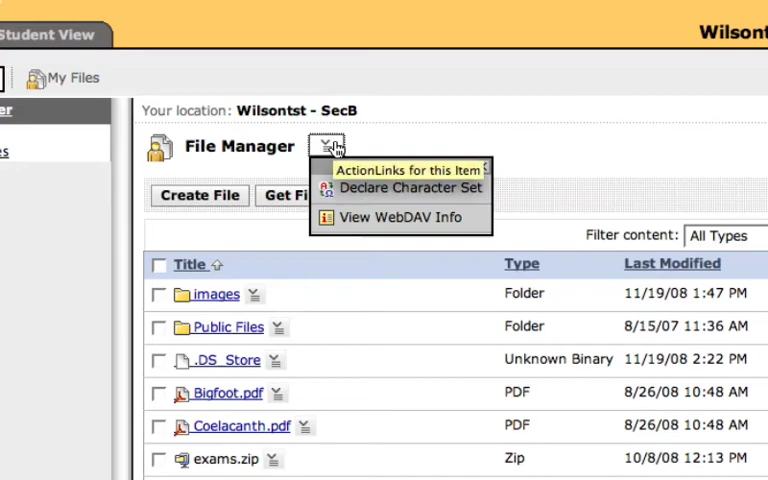 Student View
Wilsont
My Files
er
Your location: Wilsontst - SecB
File Manager
es
ActionLinks for this Item
Declare Character Set
Create File
Get Fi
View WebDAV Info
Filter content: All Types
Title Type Last Modified
images Folder 11/19/08 1:47 PM
Public Files Folder 8/15/07 11:36 AM
.DS_Store Unknown Binary 11/19/08 2:22 PM
Bigfoot.pdf PDF 8/26/08 10:48 AM
Coelacanth.pdf PDF 8/26/08 10:48 AM
exams.zip Zip 10/8/08 12:13 PM